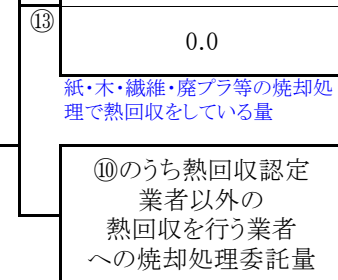 ⑬
0.0
紙・木・繊維・廃プラ等の焼却処
理で熱回収をしている量
⑩のうち熱回収認定
業者以外の
熱回収を行う業者
への焼却処理委託量